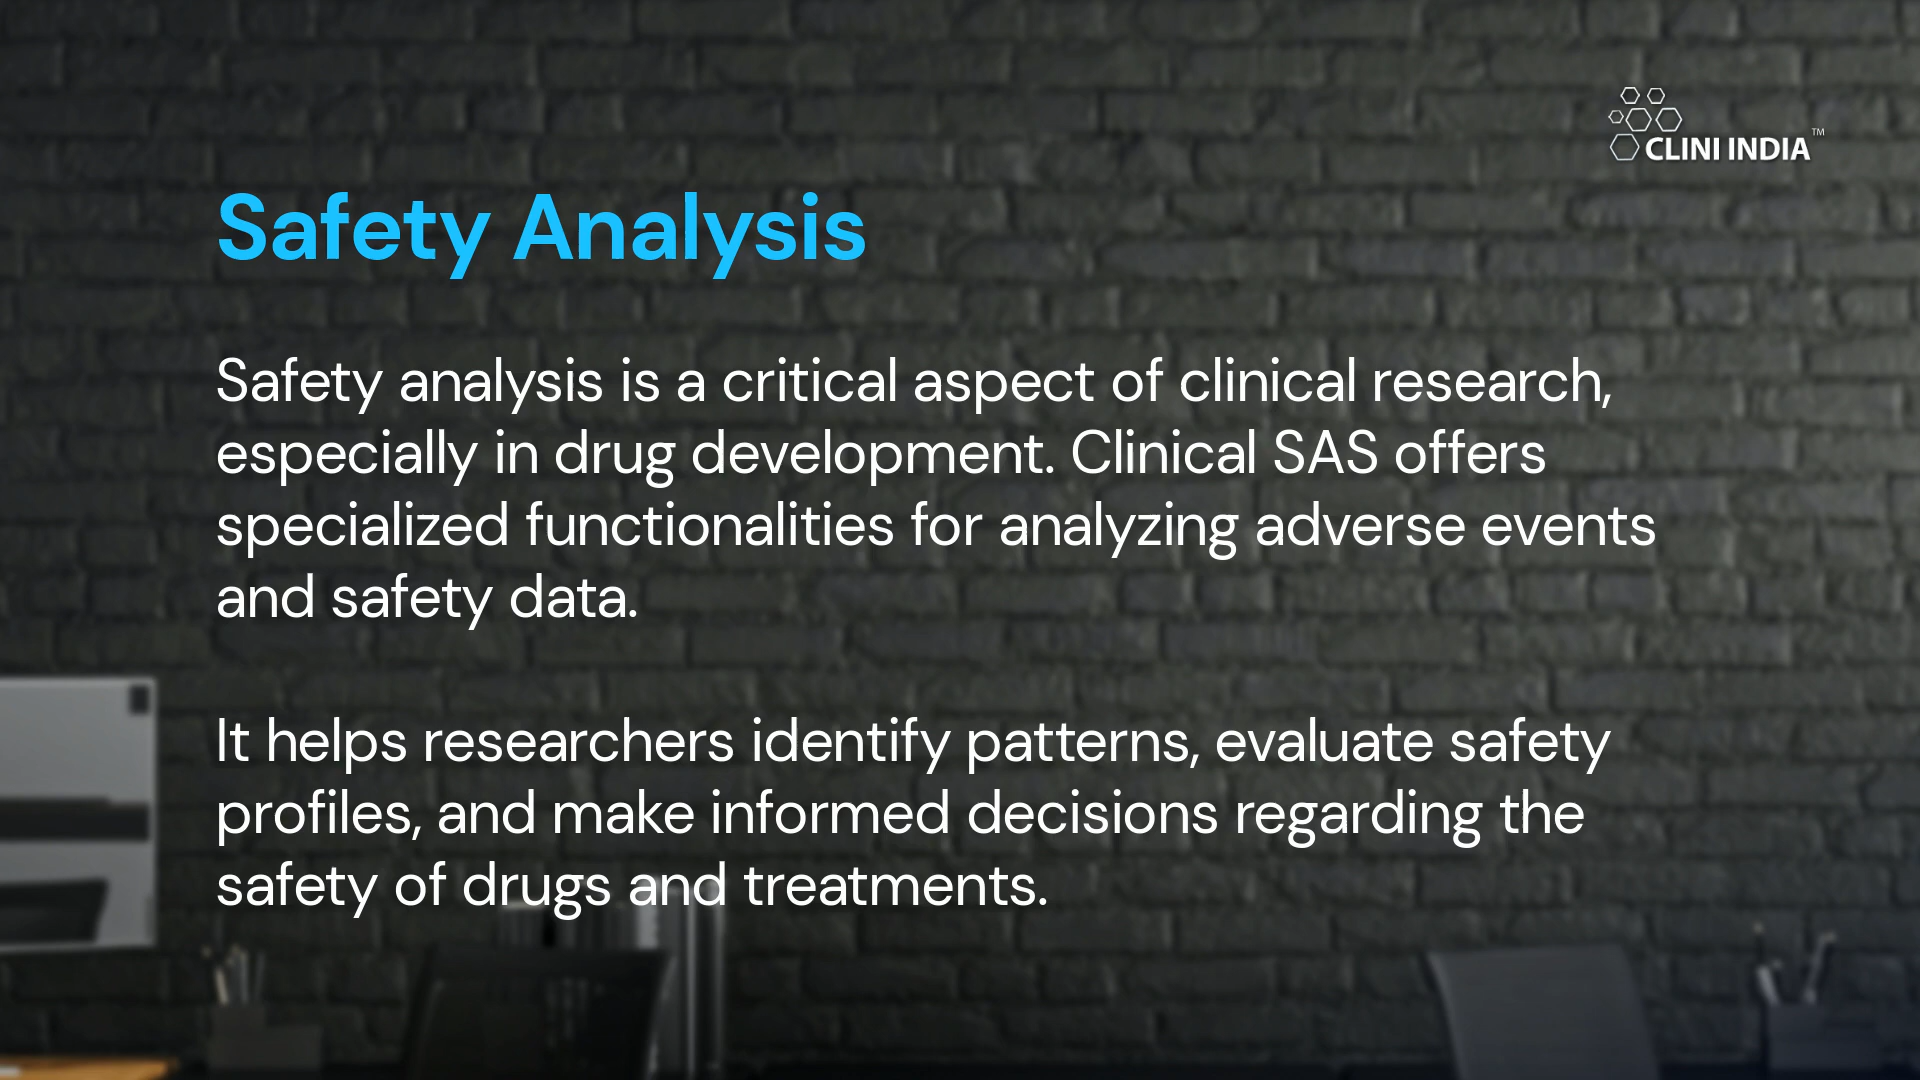 CLINI INDIA™
Safety Analysis
Safety analysis is a critical aspect of clinical research,
especially in drug development. Clinical SAS offers
specialized functionalities for analyzing adverse events
and safety data.
It helps researchers identify patterns, evaluate safety
profiles, and make informed decisions regarding the
safety of drugs and treatments.